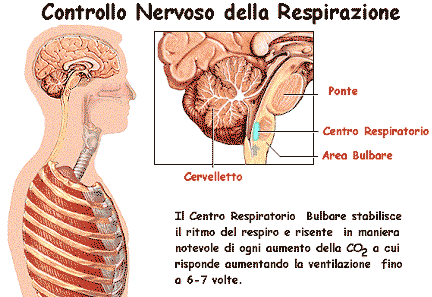 Controllo Nervoso della Respirazione
Ponte
Centro Respiratorio
Area Bulbare
Cervelletto
Il Centro Respiratorio Bulbare stabilisce
il ritmo del respiro e risente in maniera
notevole di ogni aumento della CO2 a cui
risponde aumentando la ventilazione fino
a 6-7 volte.